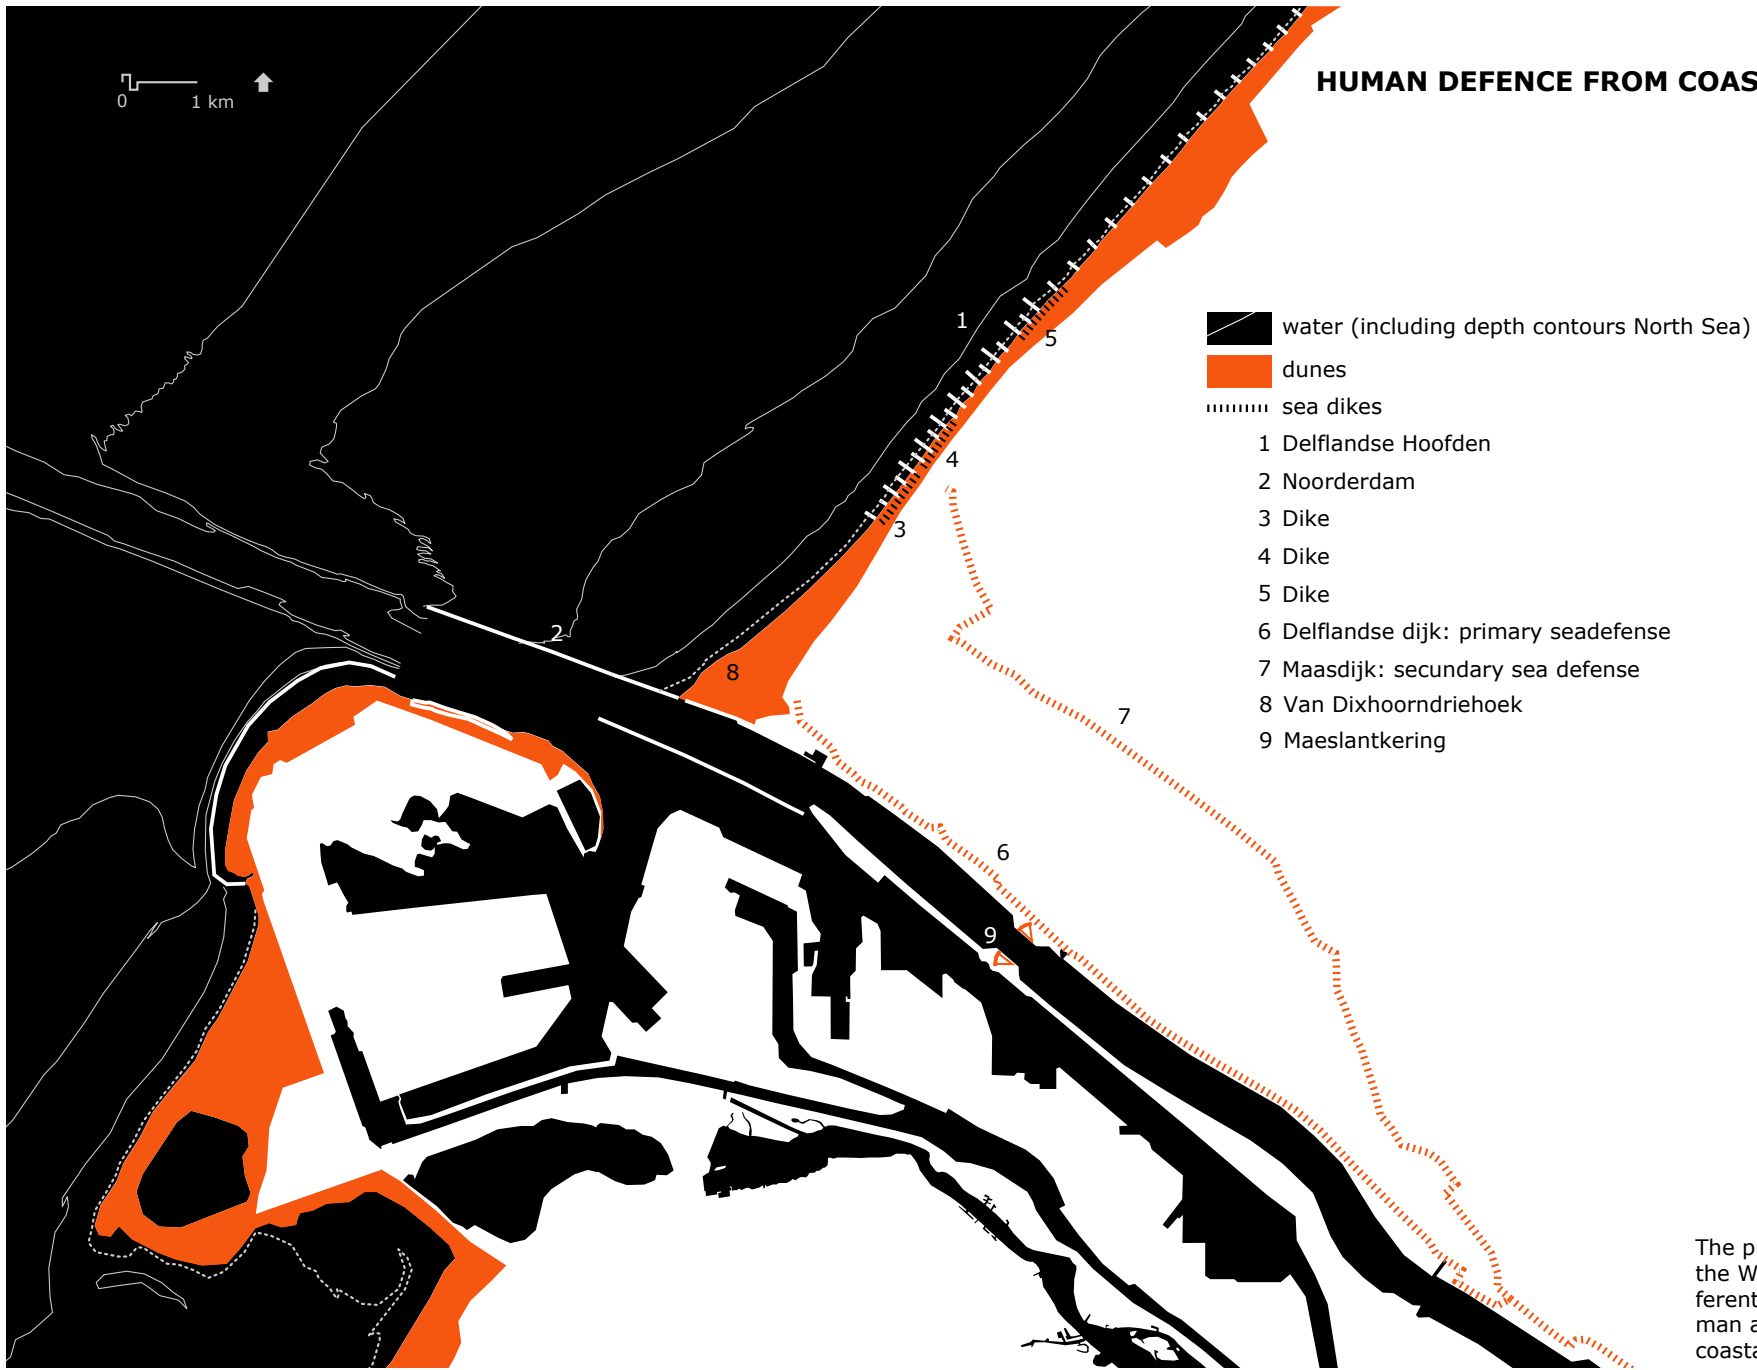 HUMAN DEFENCE FROM COAS
0 1 km
water (including depth contours North Sea)
dunes
sea dikes
1 Delflandse Hoofden
2 Noorderdam
3 Dike
4 Dike
5 Dike
6 Delflandse dijk: primary seadefense
7 Maasdijk: secundary sea defense
8 Van Dixhoorndriehoek
9 Maeslantkering
1
5
4
3
2
8
7
6
9
The p
the W
ferent
man a
coasta